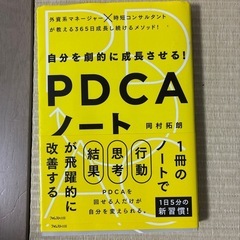 外資系マネージャー×時短コンサルタント
が教える365日成長し続けるメソッド!
自分を劇的に成長させる!
PDCA
ノート
岡村拓朗
1冊の
ノートで
行動
思考
結果
が飛躍的に
改善する
PDCAを
回せる人だけが
自分を変えられる。
1日5分の
新習慣!